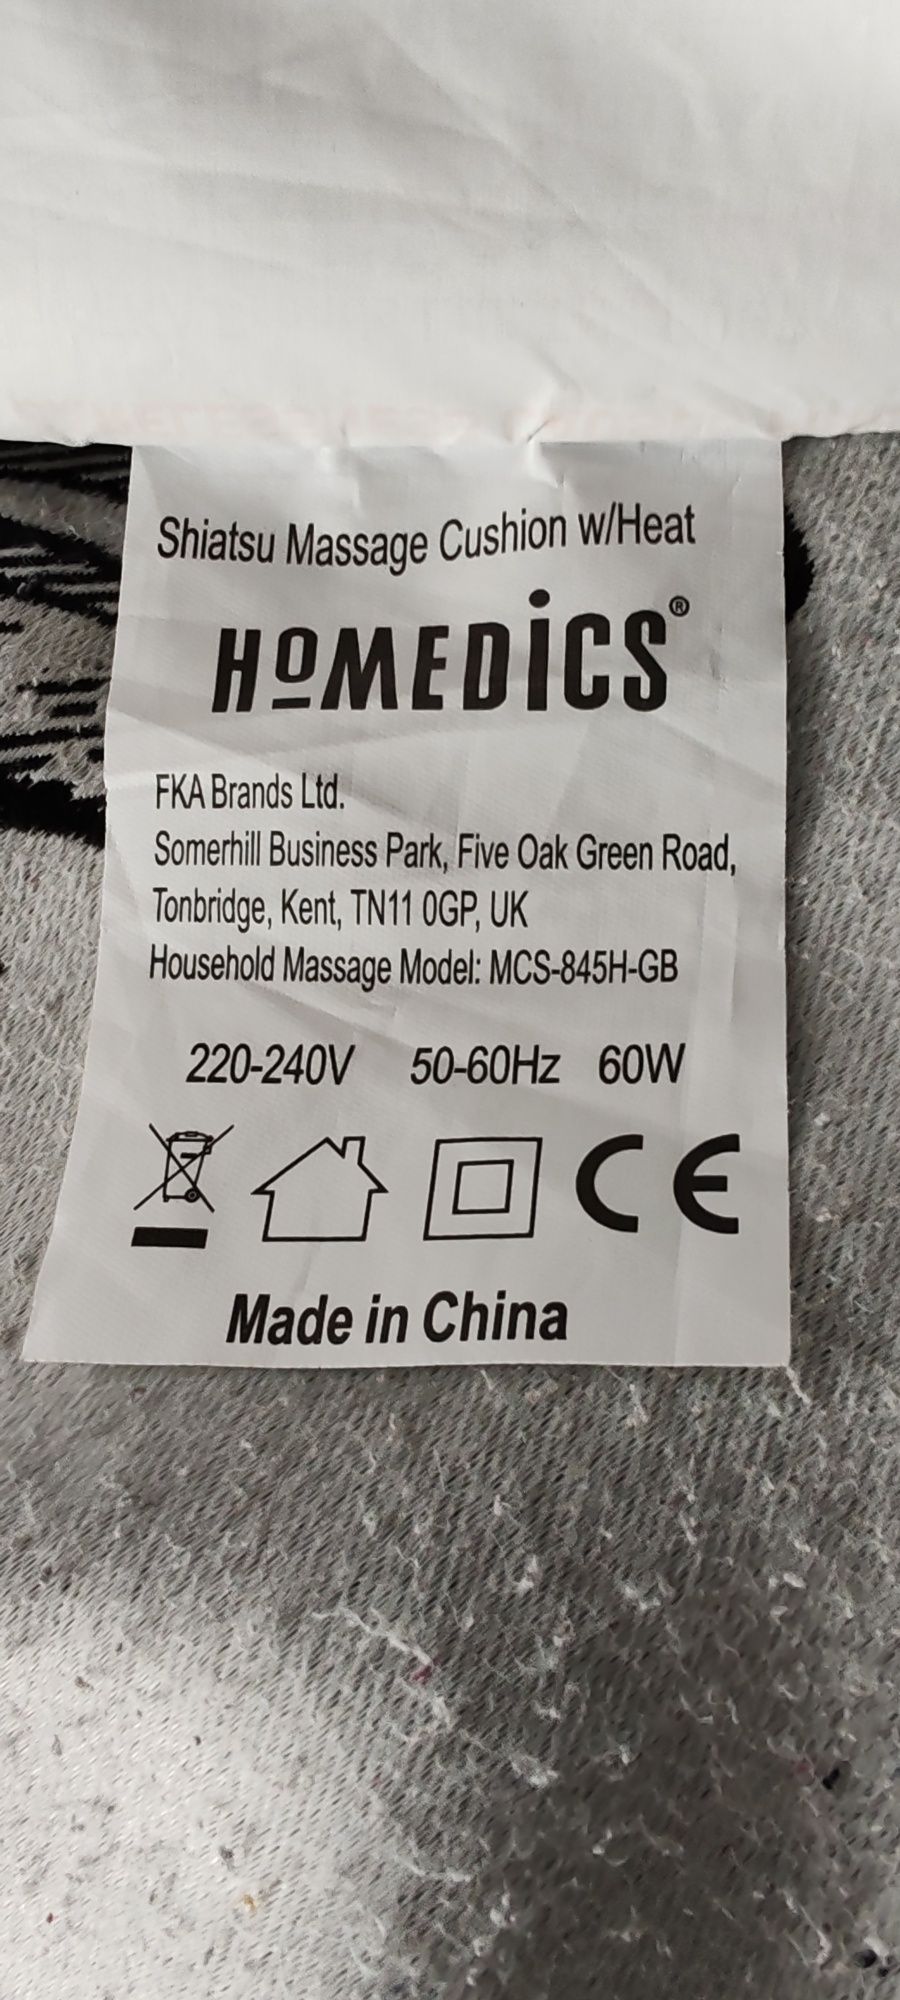 Shiatsu Massage Cushion w/Heat
HoMEDiCS®
FKA Brands Ltd.
Somerhill Business Park, Five Oak Green Road,
Tonbridge, Kent, TN11 0GP, UK
Household Massage Model: MCS-845H-GB
220-240V 50-60Hz 60W
CE
Made in China